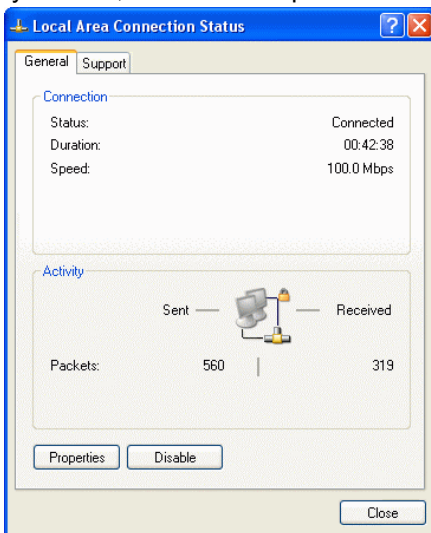 Local Area Connection Status
General Support
Connection
Status: Connected
Duration: 00:42:38
Speed: 100.0 Mbps
Activity
Sent — — Received
Packets: 560 | 319
Properties Disable
Close